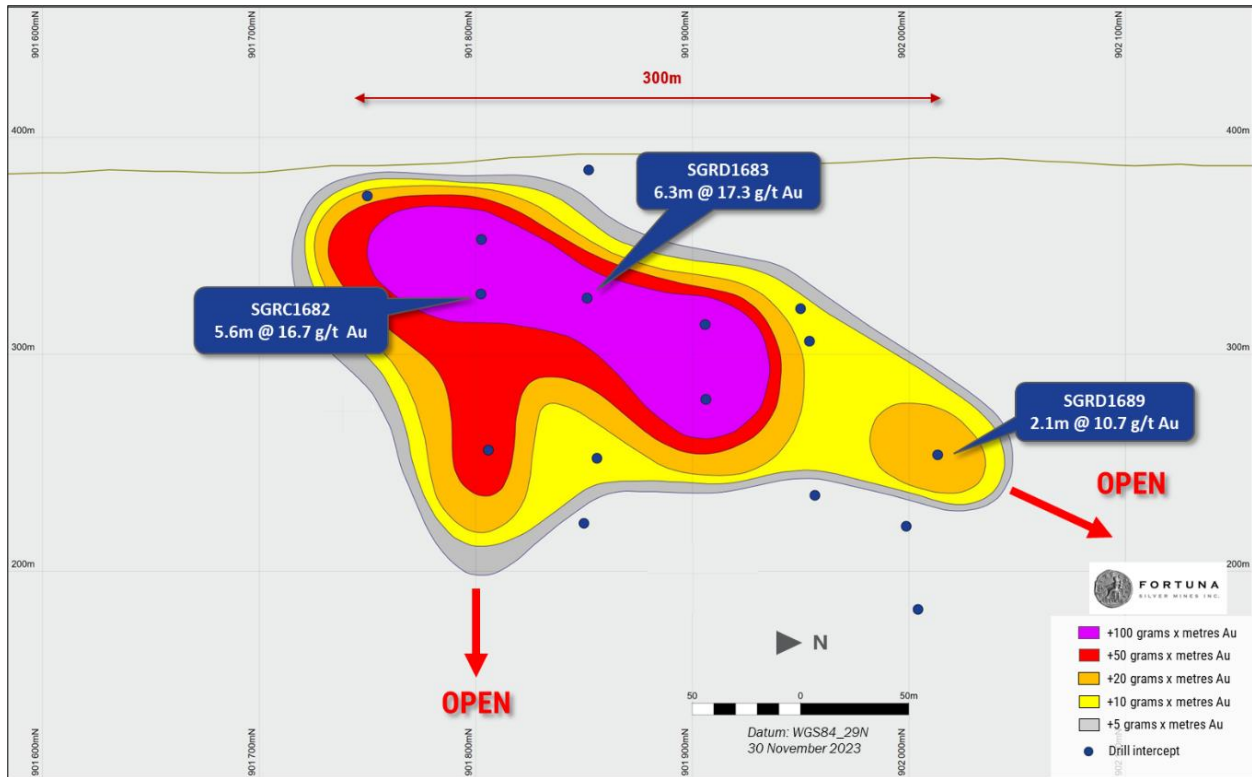 901 600mN
901 700mN
901 800mN
901 900mN
902 000mN
902 100mN
300m
400m
400m
SGRD1683
6.3m @ 17.3 g/t Au
SGRC1682
5.6m @ 16.7 g/t Au
300m
300m
SGRD1689
2.1m @ 10.7 g/t Au
OPEN
200m
200m
FORTUNA
SILVER MINES INC.
N
+100 grams x metres Au
+50 grams x metres Au
+20 grams x metres Au
+10 grams x metres Au
+5 grams x metres Au
Drill intercept
OPEN
50
0
50m
Datum: WGS84_29N
30 November 2023
901 600mN
901 700mN
901 800mN
901 900mN
902 000mN
902 100mN